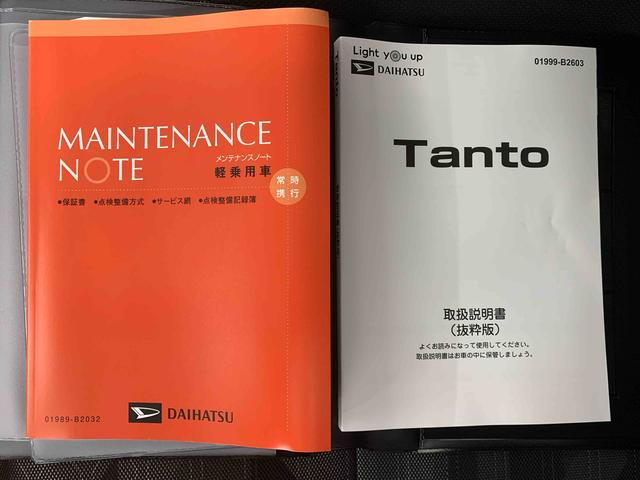 MAINTENANCE
NOTE
メンテナンスノート
軽乗用車
常時
携行
●保証書 ●点検整備方式 ★サービス網 ●点検整備記録簿
01989-B2032
DAIHATSU
Light you up
DAIHATSU
01999-B2603
Tanto
取扱説明書
（抜粋版）
よくお読みになって使用してください。
取扱説明書はお車の中に保管しましょう。